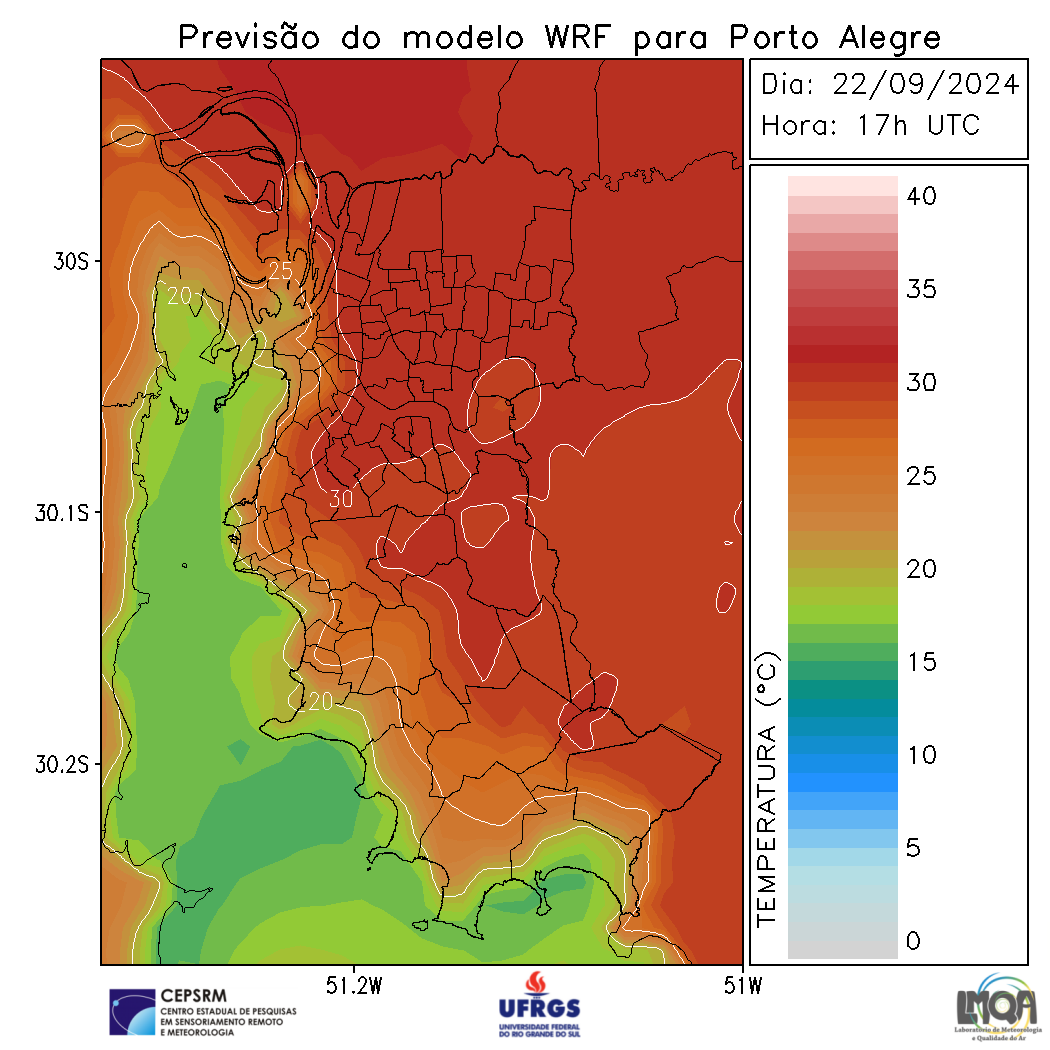 Previsão do modelo WRF para Porto Alegre
Dia: 22/09/2024
Hora: 17h UTC
40
35
30
25
20
15
10
5
0
TEMPERATURA (°C)
30S
30.1S
30.2S
25
20
30
20
51.2W
51W
CEPSRM
CENTRO ESTADUAL DE PESQUISAS
EM SENSORIAMENTO REMOTO
E METEOROLOGIA
UFRGS
UNIVERSIDADE FEDERAL
DO RIO GRANDE DO SUL
LMQA
Laboratório de Meteorologia
e Qualidade do Ar